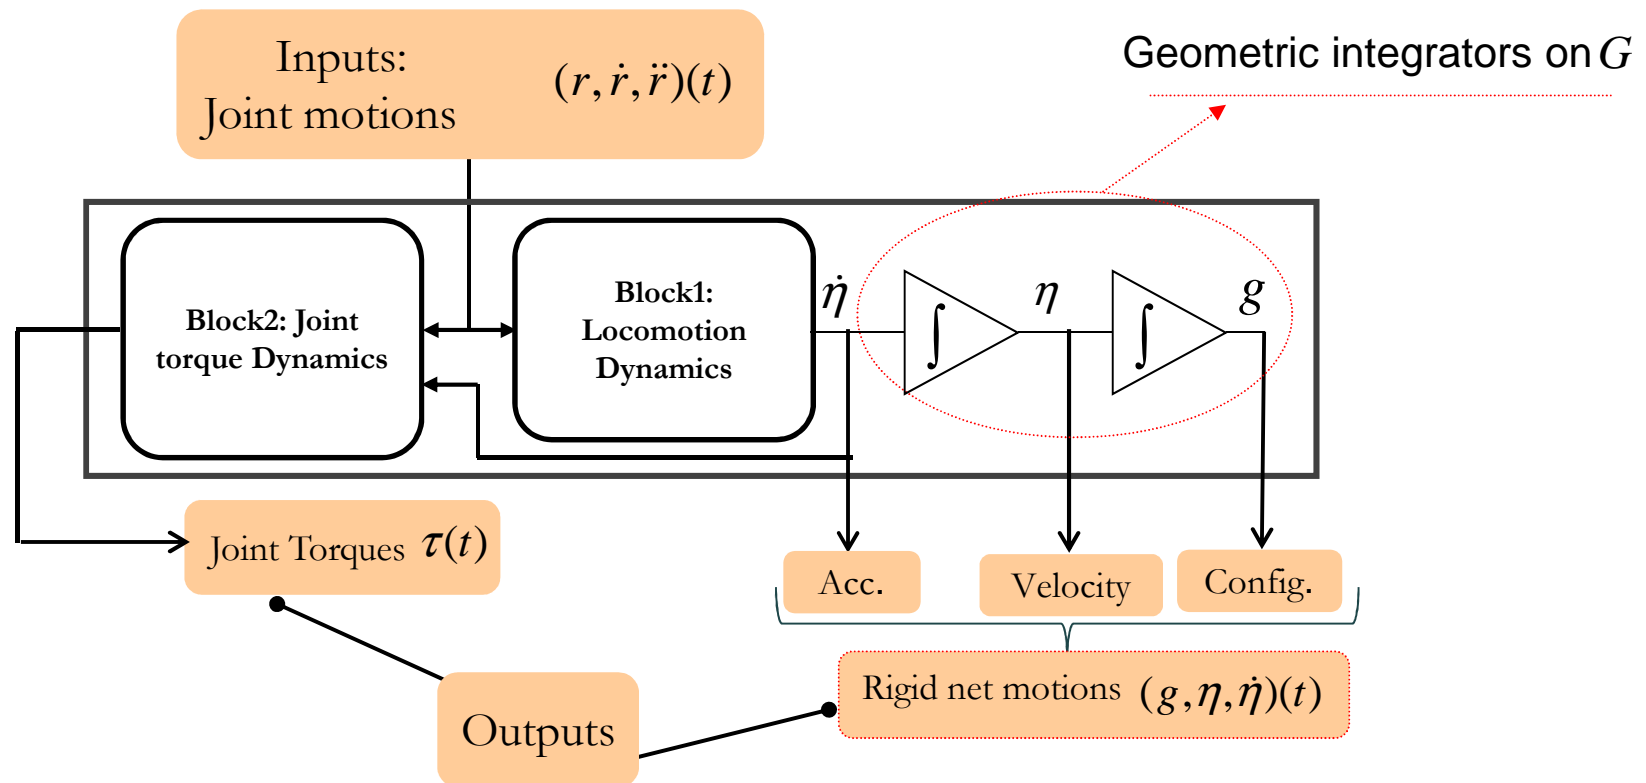 Inputs:
Joint motions
(r, ṙ, r̈)(t)
Geometric integrators on G
Block2: Joint
torque Dynamics
Block1:
Locomotion
Dynamics
η̇
∫
η
∫
g
Joint Torques τ(t)
Acc.
Velocity
Config.
Rigid net motions (g, η, η̇)(t)
Outputs